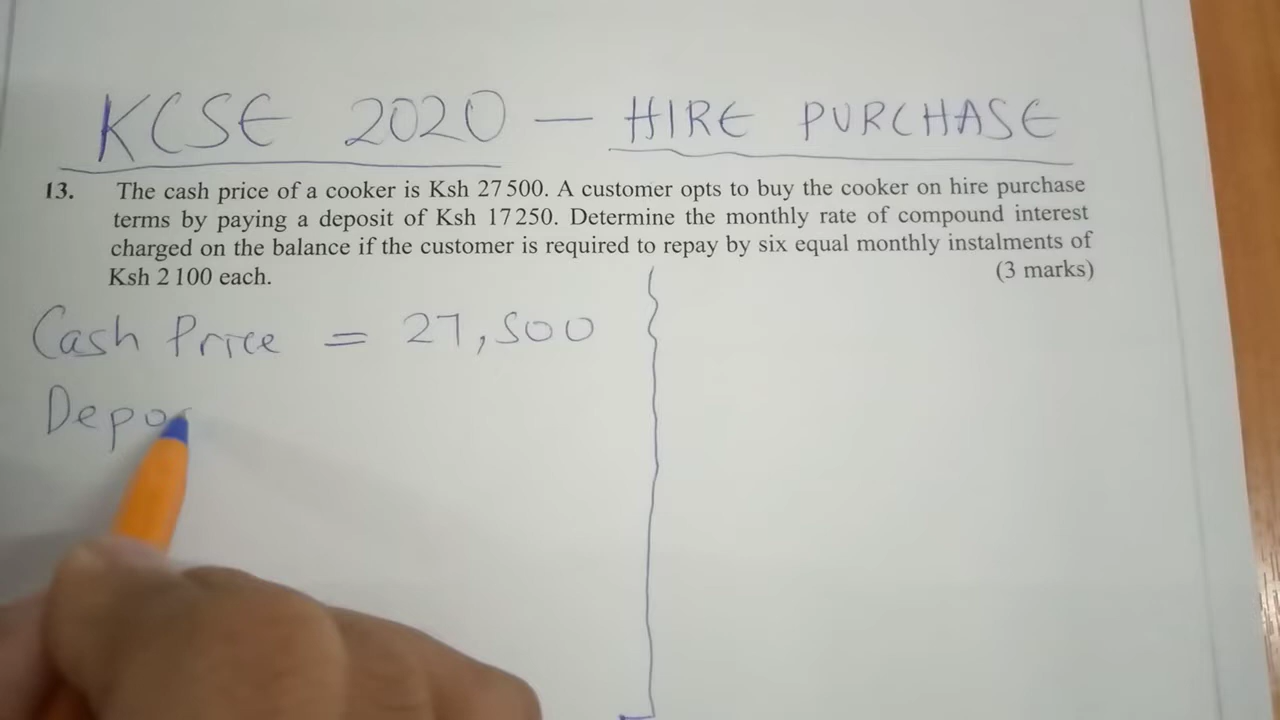 KCSE 2020 — HIRE PURCHASE
13. The cash price of a cooker is Ksh 27 500. A customer opts to buy the cooker on hire purchase
terms by paying a deposit of Ksh 17 250. Determine the monthly rate of compound interest
charged on the balance if the customer is required to repay by six equal monthly instalments of
Ksh 2 100 each. (3 marks)
Cash Price = 27,500
Depo